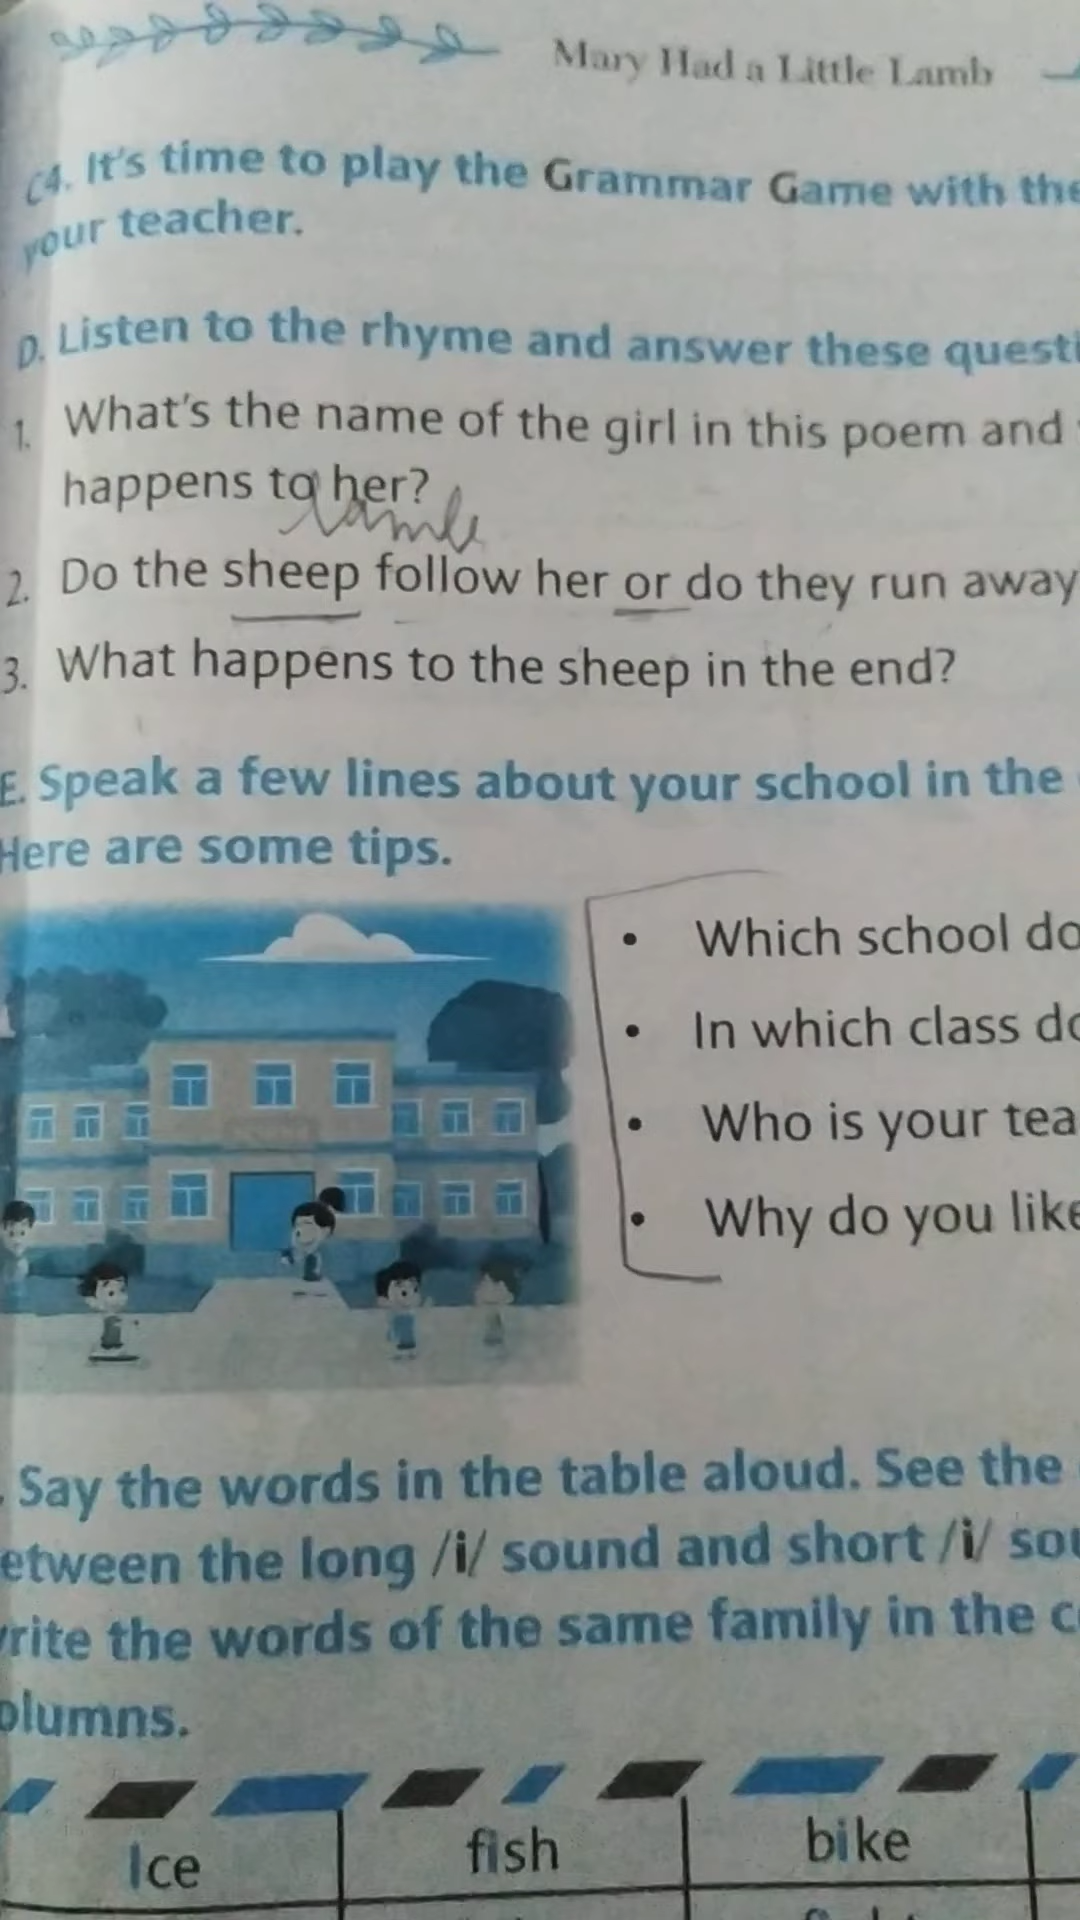 Mary Had a Little Lamb
C4. It's time to play the Grammar Game with the
your teacher.
D. Listen to the rhyme and answer these questi
1. What's the name of the girl in this poem and
happens to her?
lamb
2. Do the sheep follow her or do they run away
3. What happens to the sheep in the end?
E. Speak a few lines about your school in the
Here are some tips.
• Which school do
• In which class do
• Who is your tea
• Why do you like
Say the words in the table aloud. See the
etween the long /i/ sound and short /i/ sou
rite the words of the same family in the c
olumns.
Ice fish bike